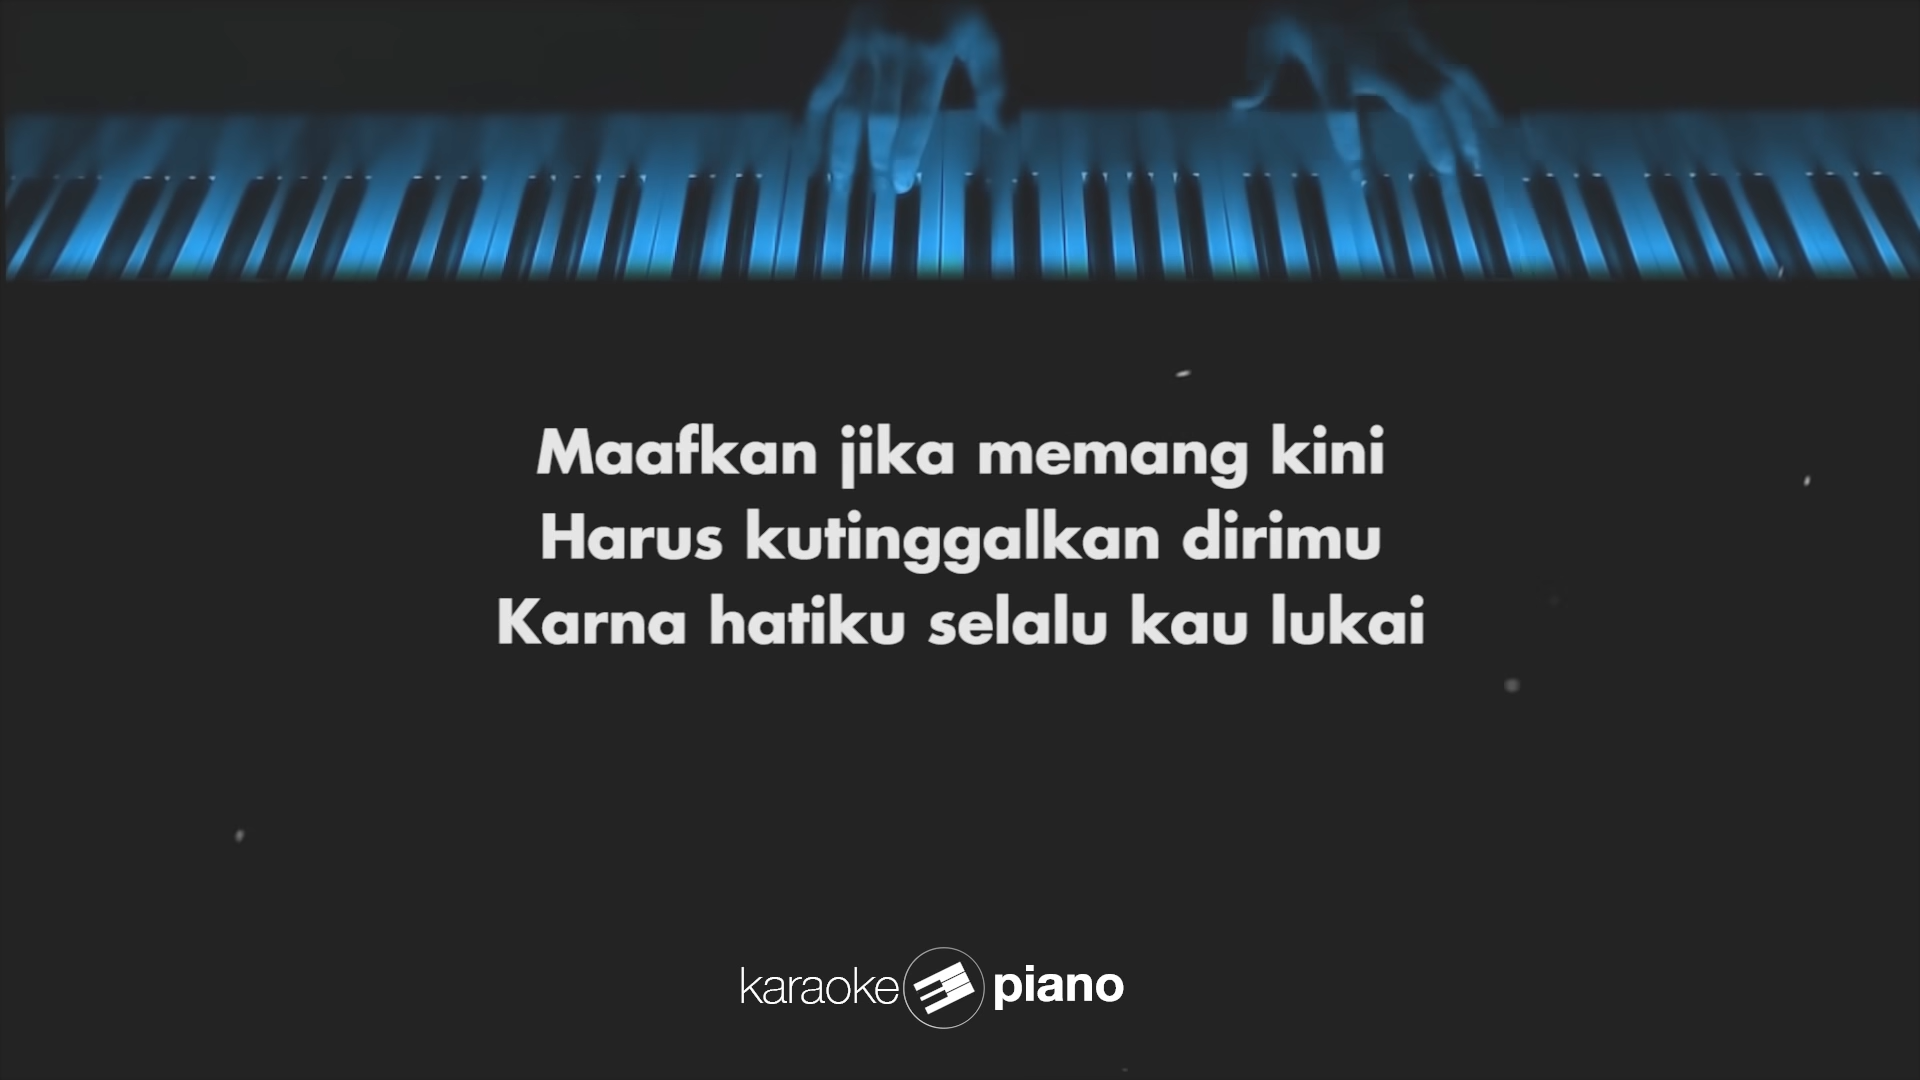 Maafkan jika memang kini
Harus kutinggalkan dirimu
Karna hatiku selalu kau lukai
karaoke piano